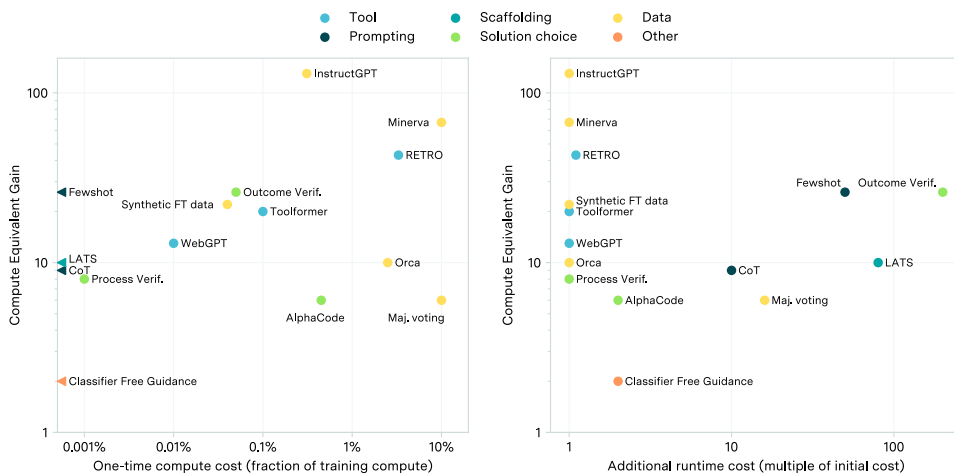 Tool
Scaffolding
Data
Prompting
Solution choice
Other
Compute Equivalent Gain
100
10
1
InstructGPT
Minerva
RETRO
Fewshot
Outcome Verif.
Synthetic FT data
Toolformer
WebGPT
LATS
CoT
Process Verif.
Orca
AlphaCode
Maj. voting
Classifier Free Guidance
0.001%
0.01%
0.1%
1%
10%
One-time compute cost (fraction of training compute)
Compute Equivalent Gain
100
10
1
InstructGPT
Minerva
RETRO
Fewshot
Outcome Verif.
Synthetic FT data
Toolformer
WebGPT
Orca
CoT
LATS
Process Verif.
AlphaCode
Maj. voting
Classifier Free Guidance
1
10
100
Additional runtime cost (multiple of initial cost)